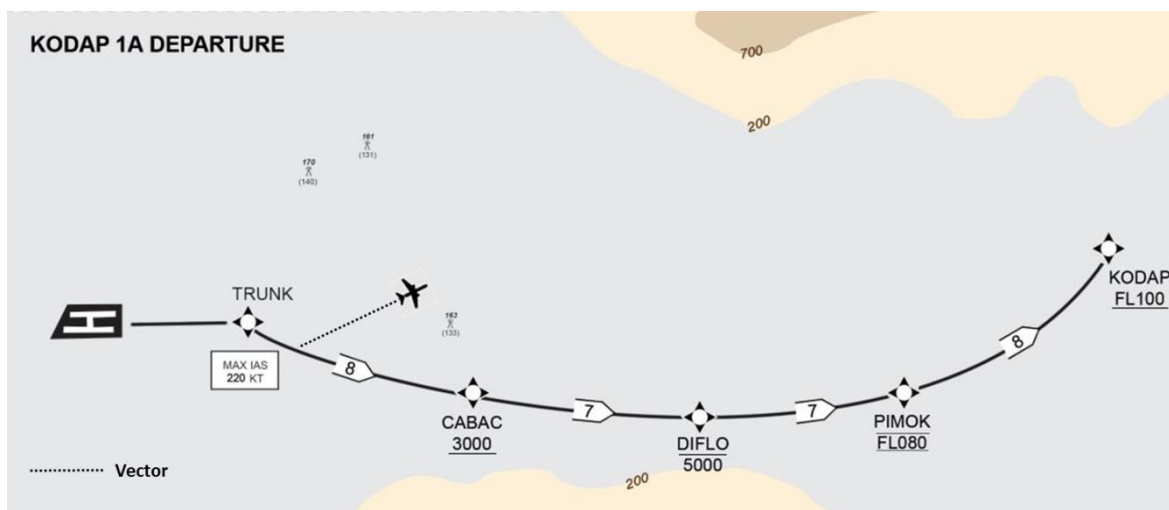 KODAP 1A DEPARTURE
700
200
161
(131)
170
(140)
KODAP
FL100
TRUNK
163
(133)
MAX IAS
220 KT
8
8
7
7
CABAC
3000
DIFLO
5000
PIMOK
FL080
Vector
200